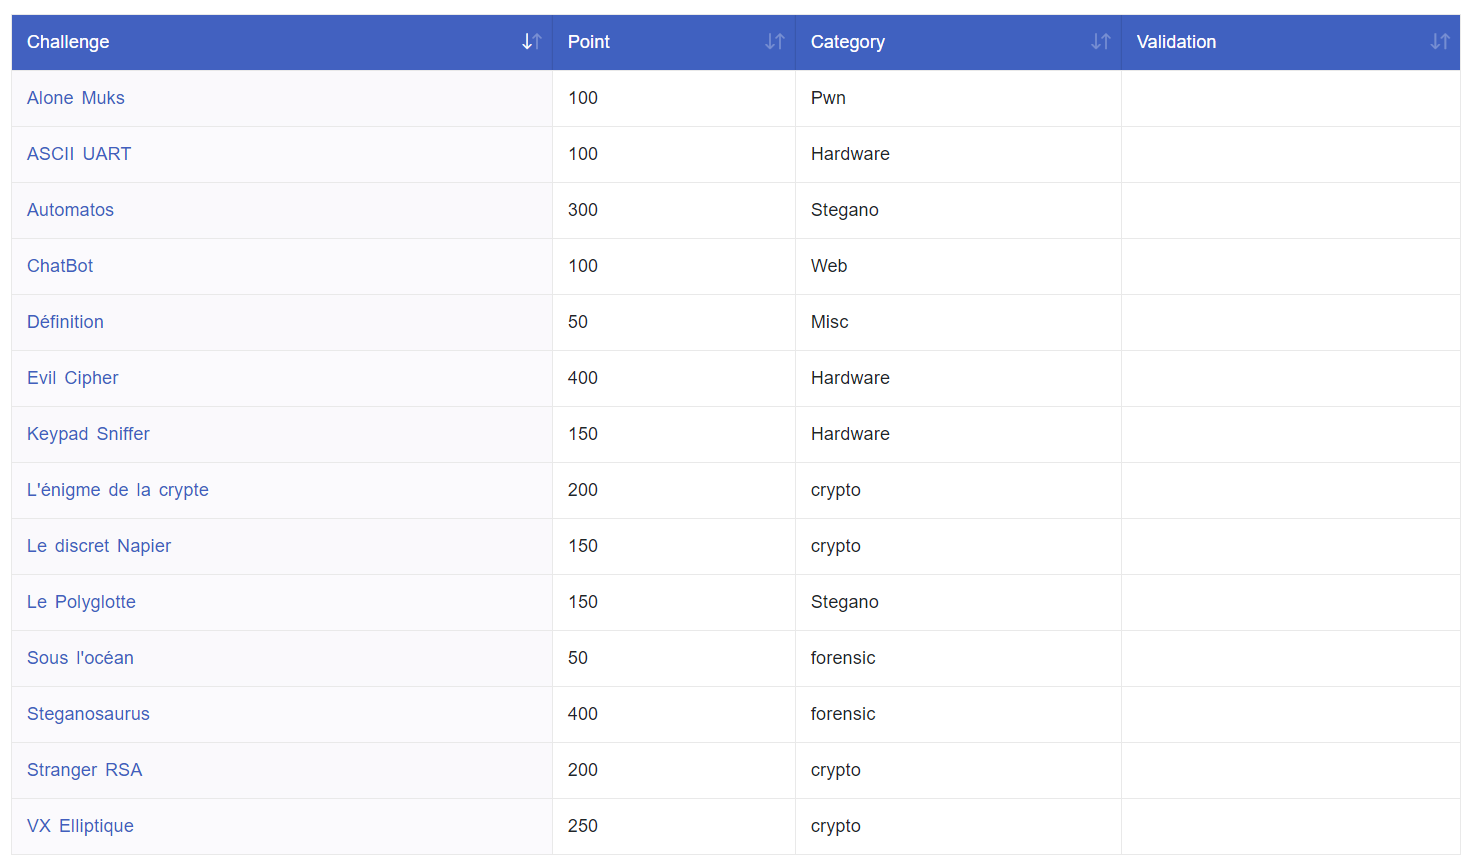 Challenge Point Category Validation
Alone Muks 100 Pwn
ASCII UART 100 Hardware
Automatos 300 Stegano
ChatBot 100 Web
Définition 50 Misc
Evil Cipher 400 Hardware
Keypad Sniffer 150 Hardware
L'énigme de la crypte 200 crypto
Le discret Napier 150 crypto
Le Polyglotte 150 Stegano
Sous l'océan 50 forensic
Steganosaurus 400 forensic
Stranger RSA 200 crypto
VX Elliptique 250 crypto